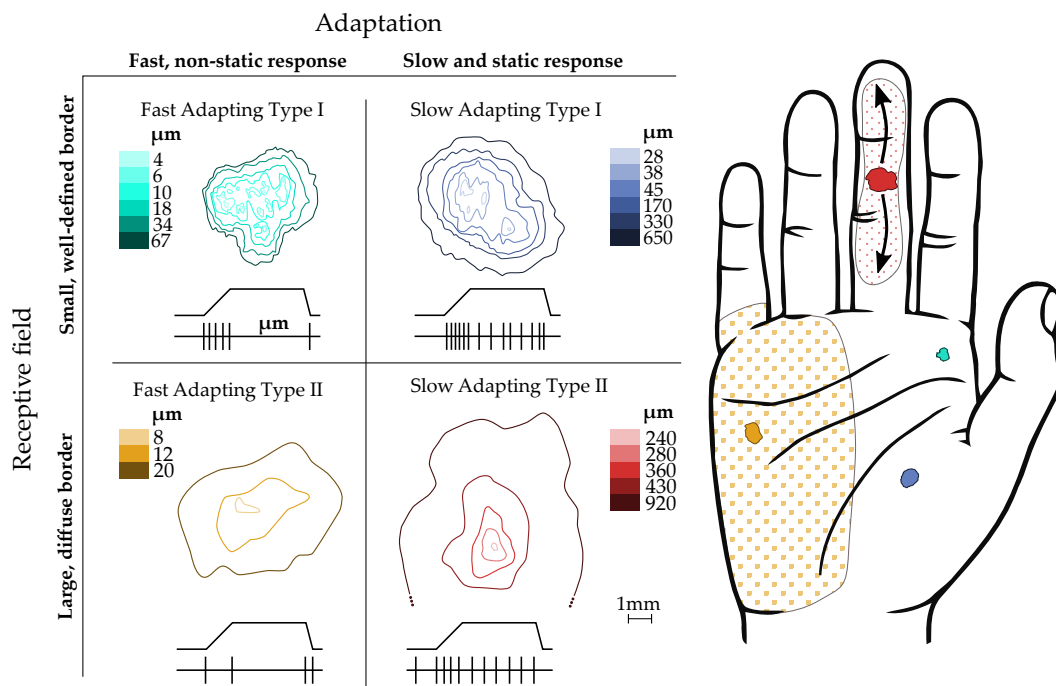 Adaptation
Fast, non-static response
Slow and static response
Receptive field
Small, well-defined border
Large, diffuse border
Fast Adapting Type I
μm
4
6
10
18
34
67
μm
Slow Adapting Type I
μm
28
38
45
170
330
650
Fast Adapting Type II
μm
8
12
20
Slow Adapting Type II
μm
240
280
360
430
920
1mm